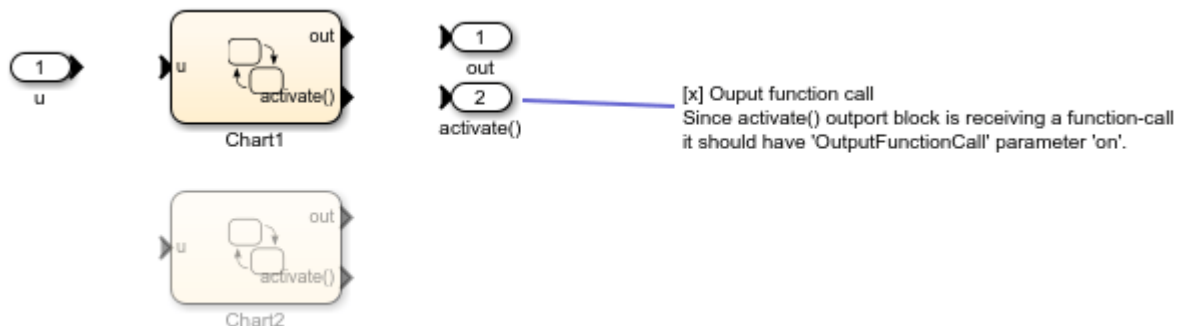 1
u
u
out
activate()
Chart1
1
out
2
activate()
[x] Ouput function call
Since activate() outport block is receiving a function-call
it should have 'OutputFunctionCall' parameter 'on'.
u
out
activate()
Chart2